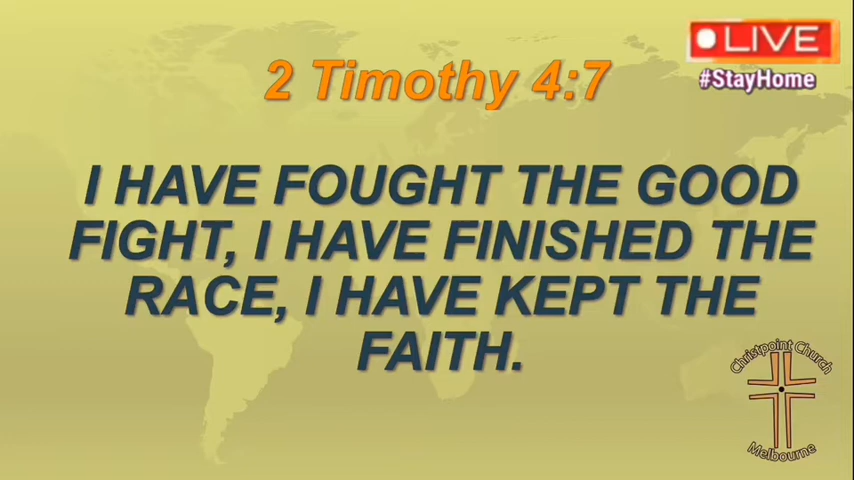 LIVE
#StayHome
2 Timothy 4:7
I HAVE FOUGHT THE GOOD
FIGHT, I HAVE FINISHED THE
RACE, I HAVE KEPT THE
FAITH.
Christpoint Church
Melbourne